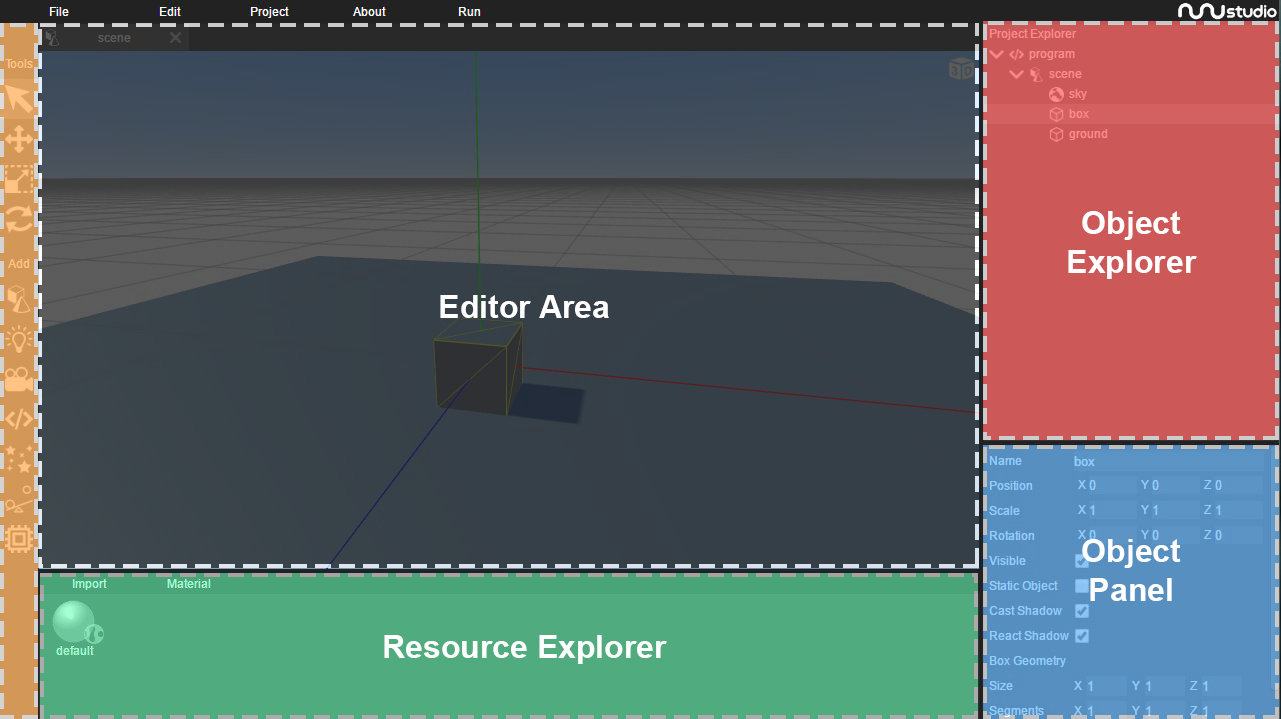 File Edit Project About Run
nunustudio
scene
Tools
Add
3D
Editor Area
Import Material
default
Resource Explorer
Project Explorer
program
scene
sky
box
ground
Object
Explorer
Name box
Position X 0 Y 0 Z 0
Scale X 1 Y 1 Z 1
Rotation X 0 Y 0 Z 0
Visible
Static Object
Cast Shadow
React Shadow
Box Geometry
Size X 1 Y 1 Z 1
Segments X 1 Y 1 Z 1
Object
Panel